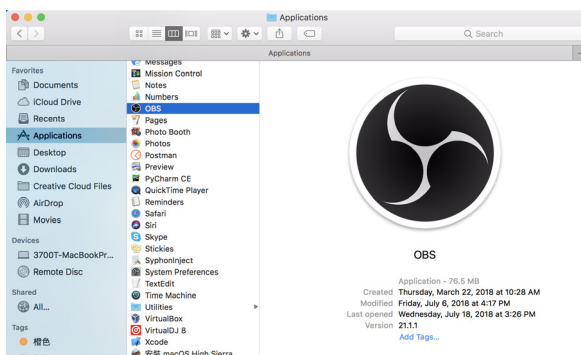 Applications
Search
Applications
Favorites
Documents
iCloud Drive
Recents
Applications
Desktop
Downloads
Creative Cloud Files
AirDrop
Movies
Devices
3700T-MacBookPr...
Remote Disc
Shared
All...
Tags
橙色
Messages
Mission Control
Notes
Numbers
OBS
Pages
Photo Booth
Photos
Postman
Preview
PyCharm CE
QuickTime Player
Reminders
Safari
Siri
Skype
Stickies
SyphonInject
System Preferences
TextEdit
Time Machine
Utilities
VirtualBox
VirtualDJ 8
Xcode
安装 macOS High Sierra
OBS
Application - 76.5 MB
Created Thursday, March 22, 2018 at 10:28 AM
Modified Friday, July 6, 2018 at 4:17 PM
Last opened Wednesday, July 18, 2018 at 3:26 PM
Version 21.1.1
Add Tags...